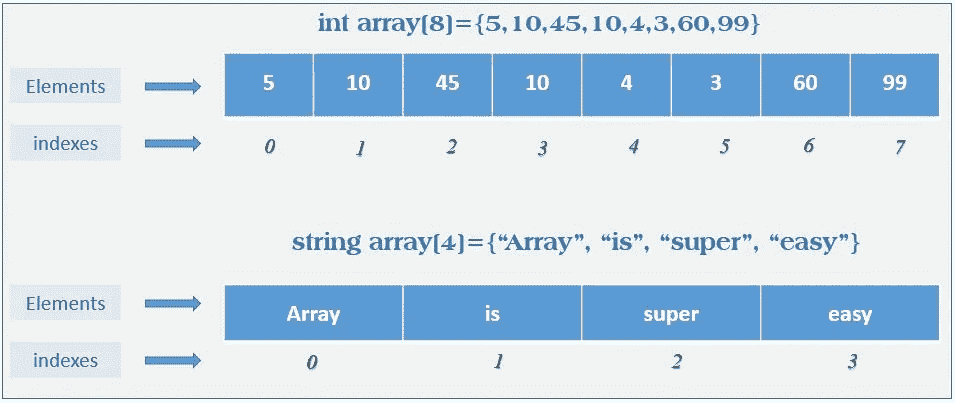 int array[8]={5,10,45,10,4,3,60,99}
Elements 5 10 45 10 4 3 60 99
indexes 0 1 2 3 4 5 6 7
string array[4]={“Array”, “is”, “super”, “easy”}
Elements Array is super easy
indexes 0 1 2 3